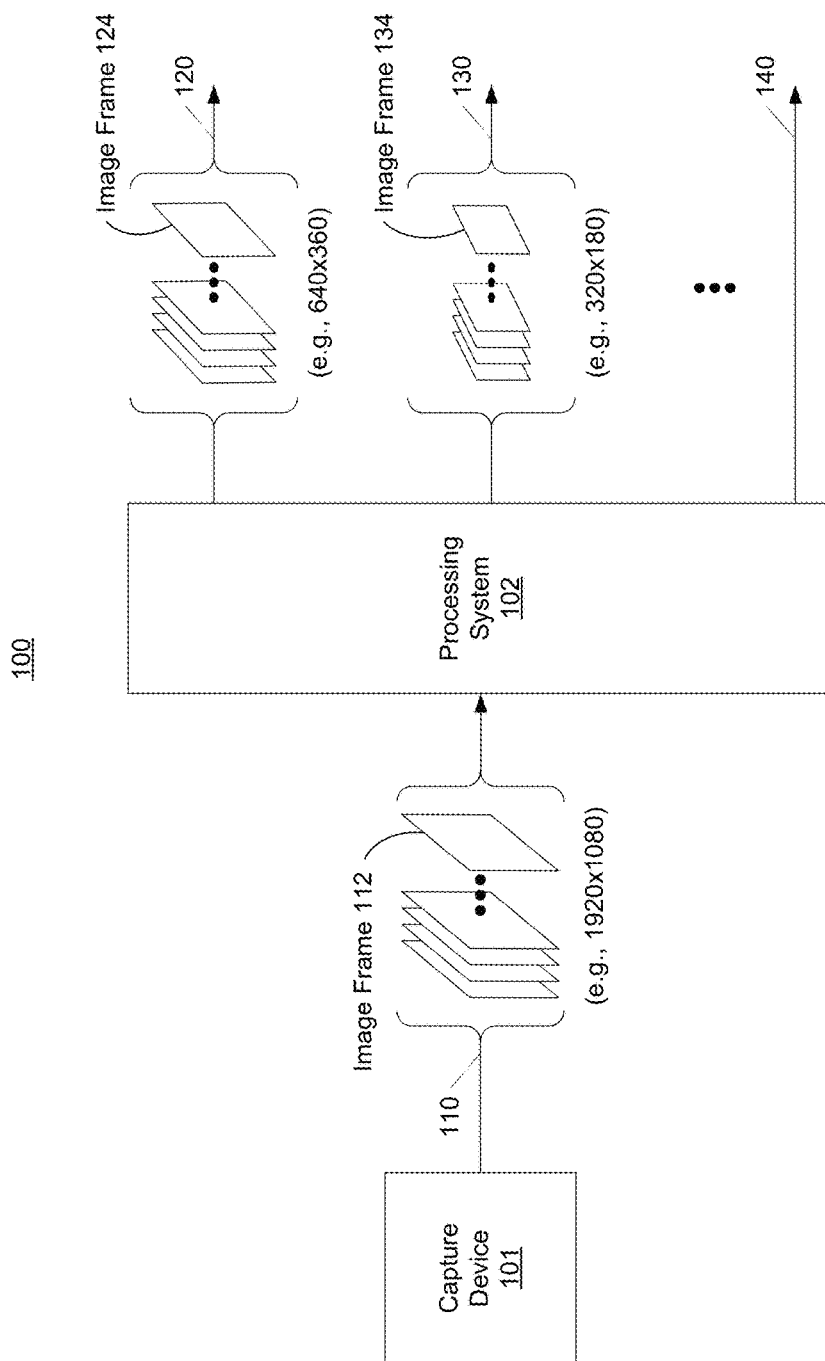 100
Capture
Device
101
110
Image Frame 112
(e.g., 1920x1080)
Processing
System
102
Image Frame 124
120
(e.g., 640x360)
Image Frame 134
130
(e.g., 320x180)
140